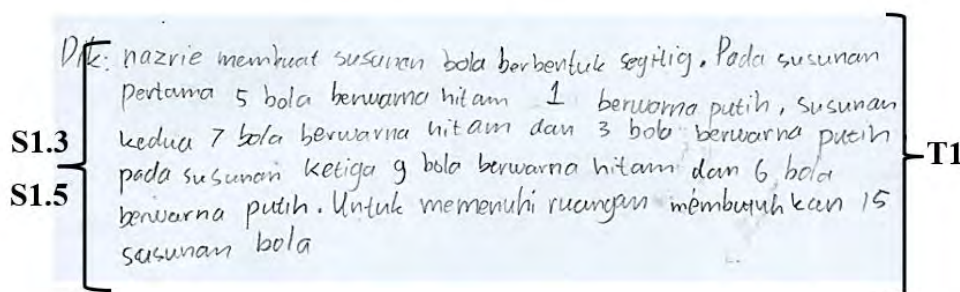 Dik: nazrie membuat susunan bola berbentuk segitig. Pada susunan
pertama 5 bola berwarna hitam 1 berwarna putih, susunan
kedua 7 bola berwarna hitam dan 3 bola berwarna putih
pada susunan ketiga 9 bola berwarna hitam dan 6 bola
berwarna putih. Untuk memenuhi ruangan membutuhkan 15
susunan bola
S1.3
S1.5
T1